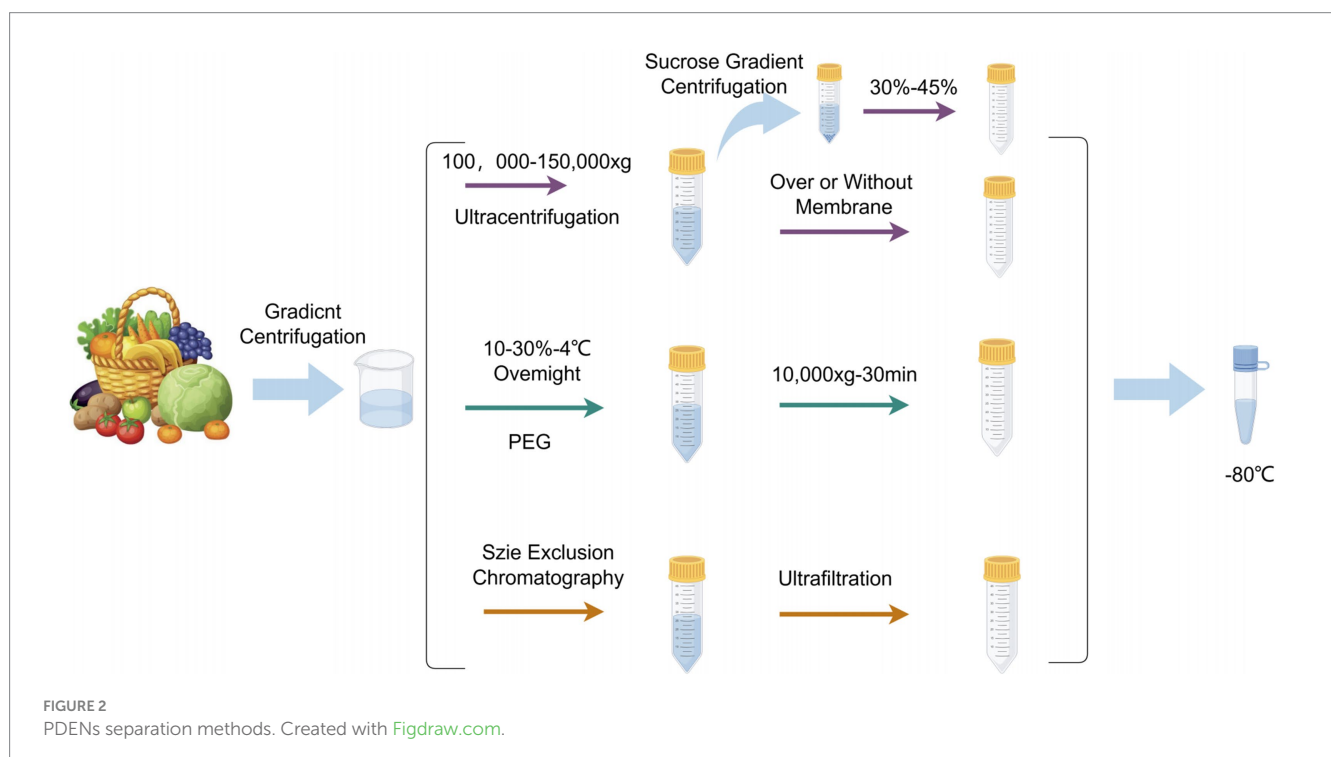 Sucrose Gradient
Centrifugation
30%-45%
100，000-150,000xg
Ultracentrifugation
Over or Without
Membrane
Gradicnt
Centrifugation
10-30%-4℃
Ovemight
PEG
10,000xg-30min
-80℃
Szie Exclusion
Chromatography
Ultrafiltration
FIGURE 2
PDENs separation methods. Created with Figdraw.com.